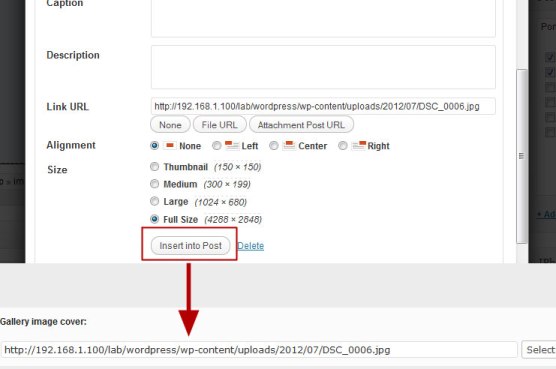 Caption
Description
Link URL
http://192.168.1.100/lab/wordpress/wp-content/uploads/2012/07/DSC_0006.jpg
None File URL Attachment Post URL
Alignment None Left Center Right
Size Thumbnail (150 × 150)
Medium (300 × 199)
Large (1024 × 680)
Full Size (4288 × 2848)
Insert into Post Delete
Gallery image cover:
http://192.168.1.100/lab/wordpress/wp-content/uploads/2012/07/DSC_0006.jpg Select